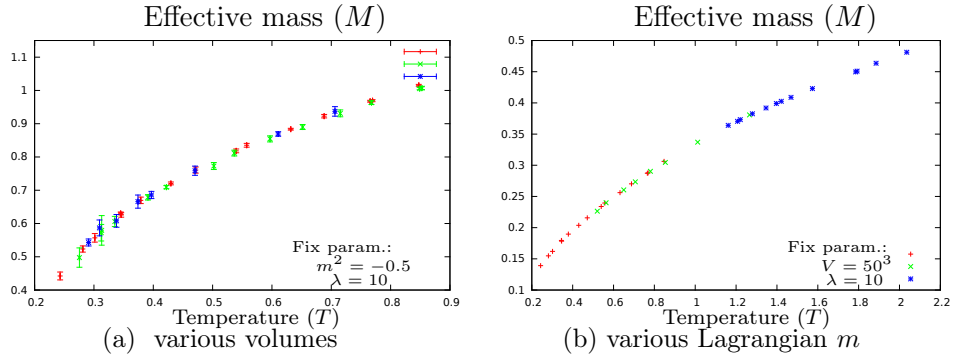 Effective mass (M)
1.1
1
0.9
0.8
0.7
0.6
0.5
0.4
Fix param.:
m² = −0.5
λ = 10
0.2 0.3 0.4 0.5 0.6 0.7 0.8 0.9
Temperature (T)
(a) various volumes
Effective mass (M)
0.5
0.45
0.4
0.35
0.3
0.25
0.2
0.15
0.1
Fix param.:
V = 50³
λ = 10
0.2 0.4 0.6 0.8 1 1.2 1.4 1.6 1.8 2 2.2
Temperature (T)
(b) various Lagrangian m